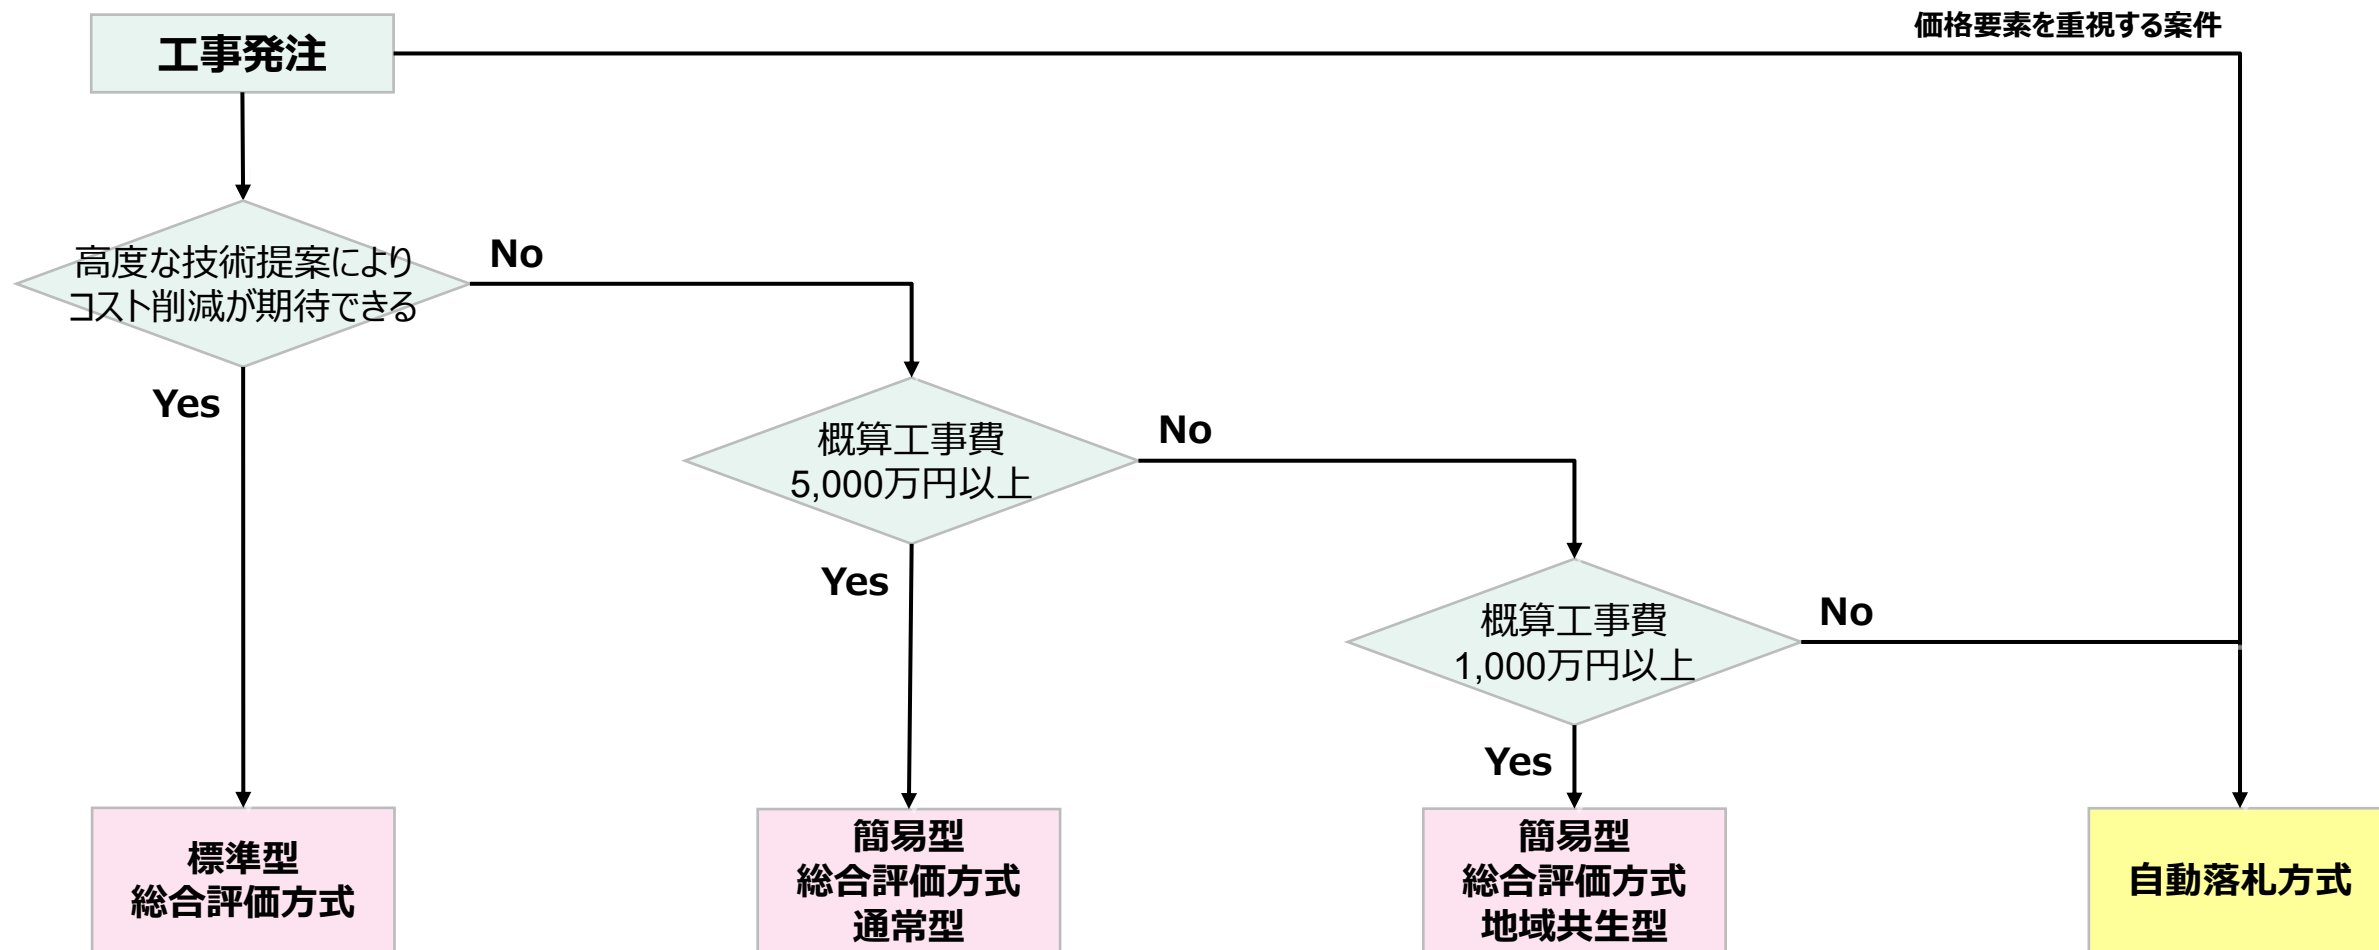 価格要素を重視する案件
工事発注
高度な技術提案により
コスト削減が期待できる
No
Yes
概算工事費
5,000万円以上
No
Yes
概算工事費
1,000万円以上
No
Yes
標準型
総合評価方式
簡易型
総合評価方式
通常型
簡易型
総合評価方式
地域共生型
自動落札方式